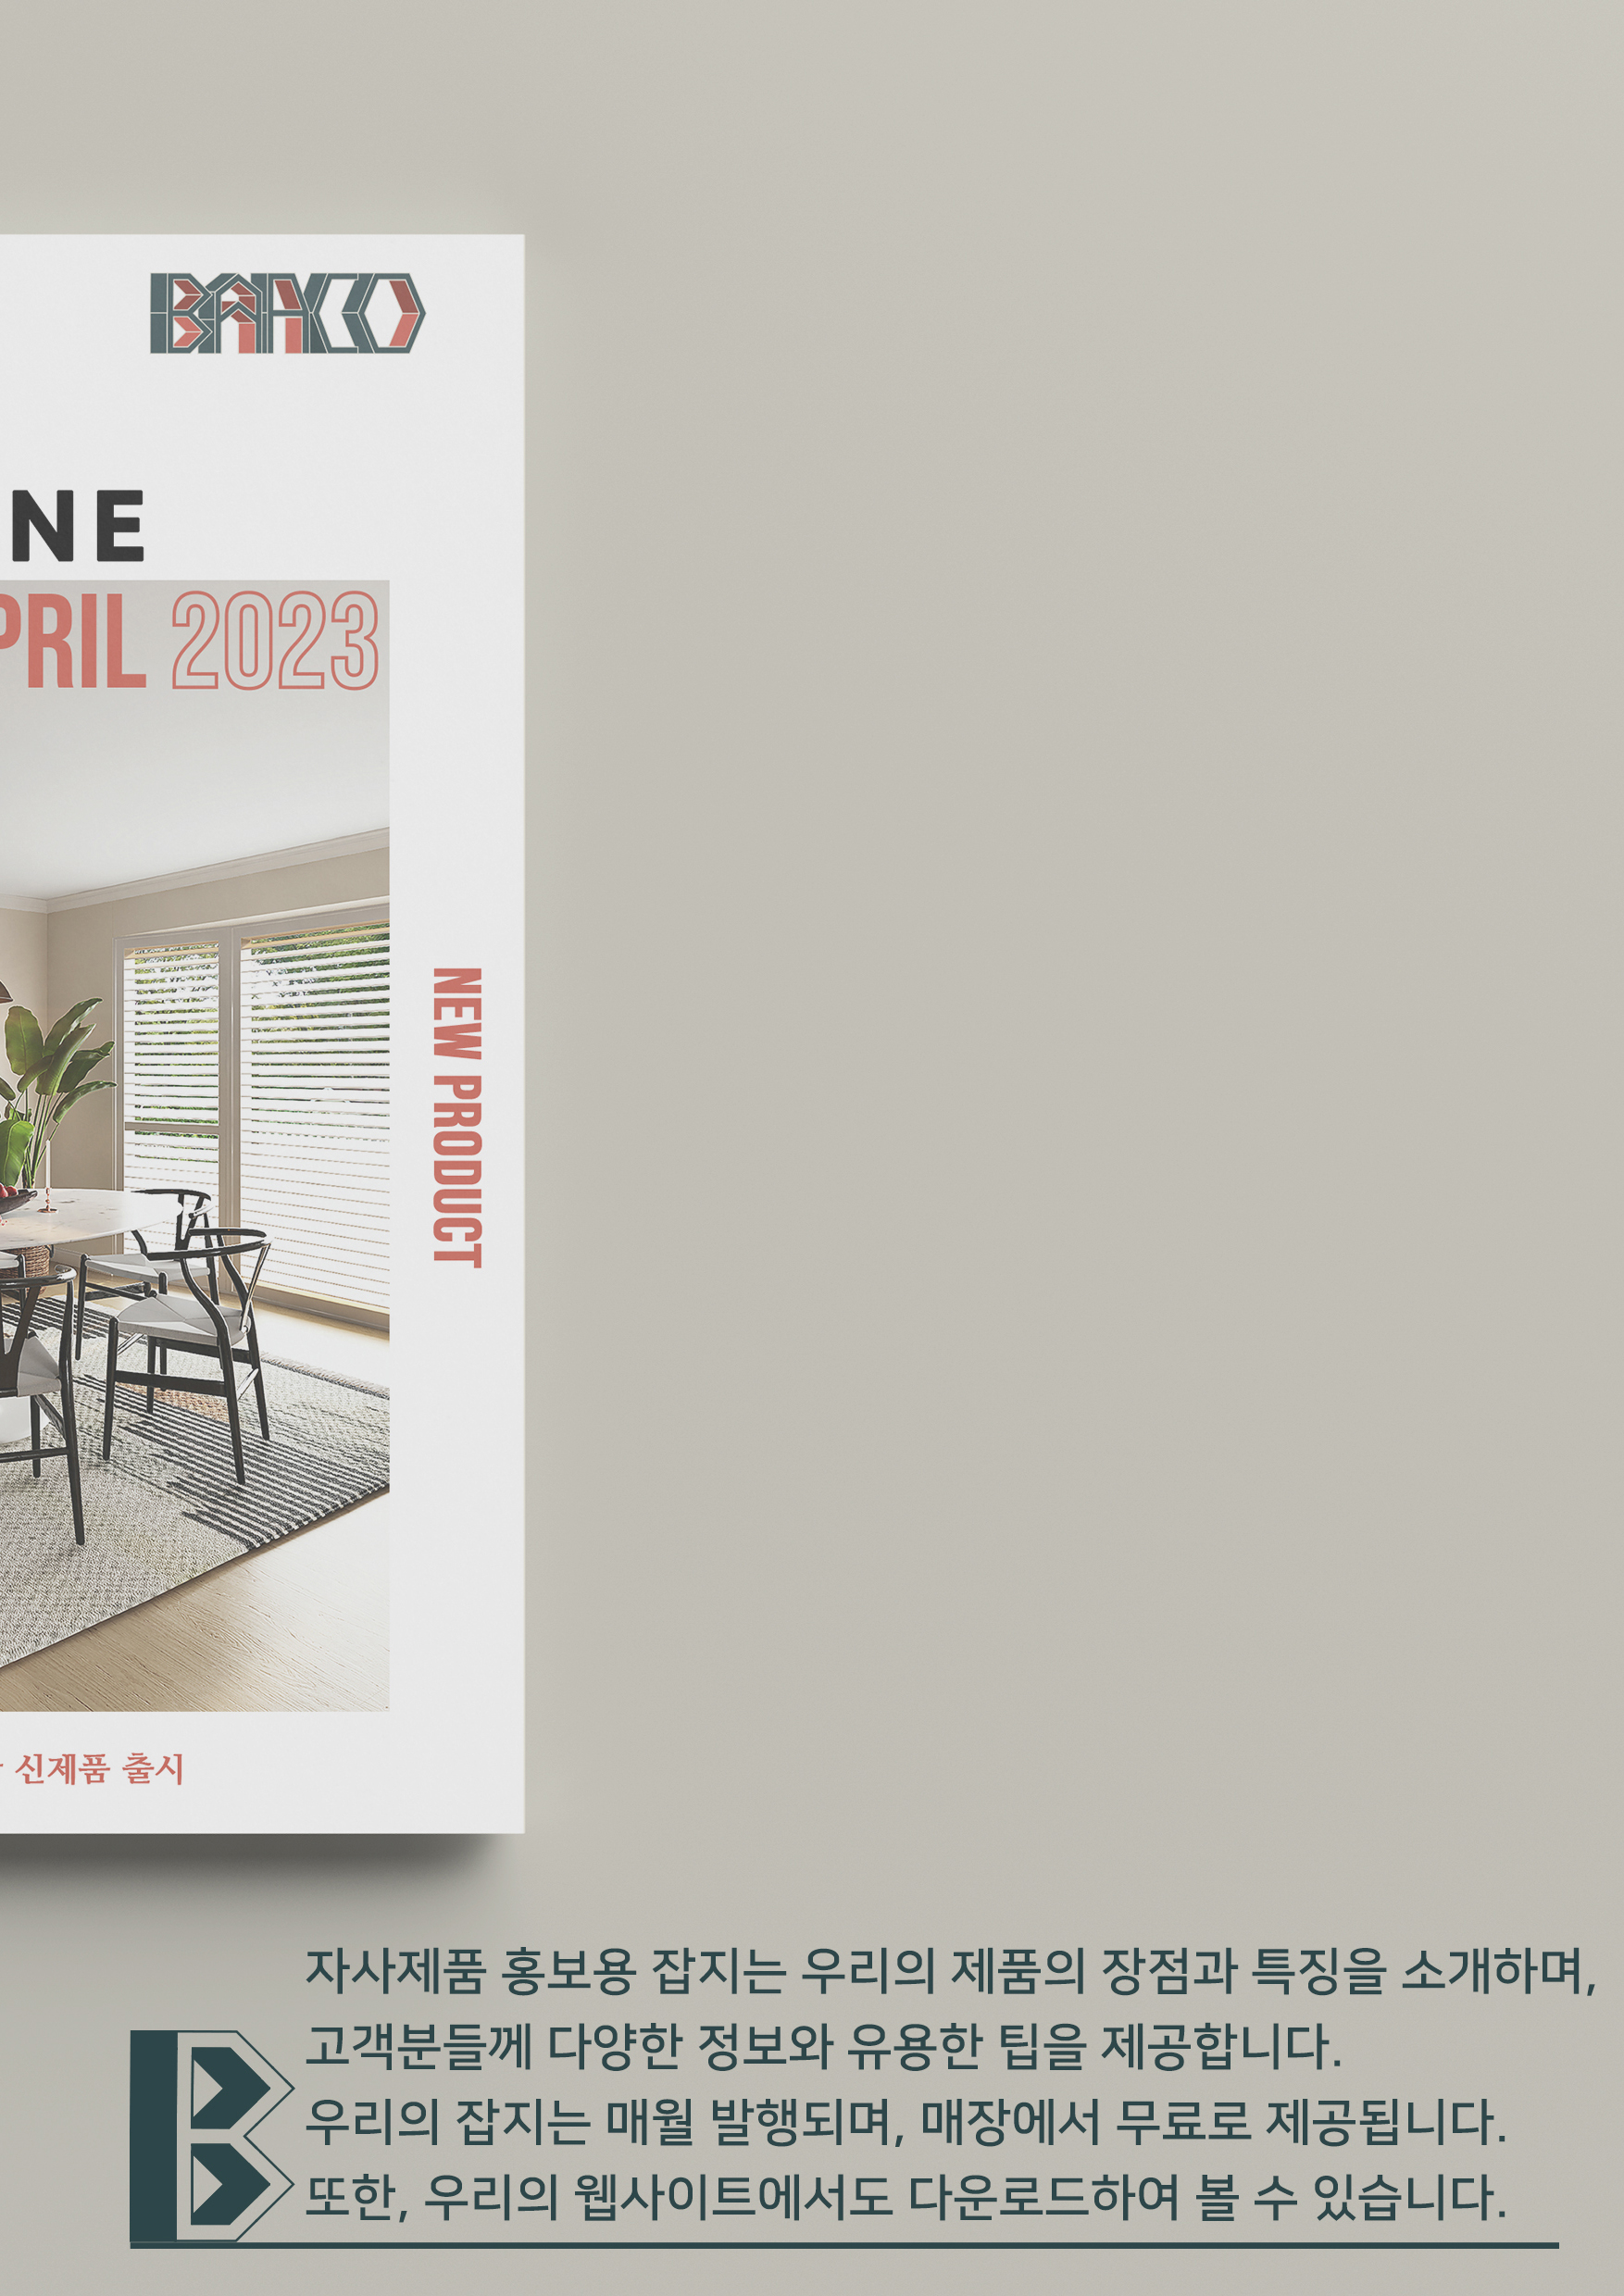 BAHCO
NE
PRIL 2023
NEW PRODUCT
신제품 출시
자사제품 홍보용 잡지는 우리의 제품의 장점과 특징을 소개하며,
고객분들께 다양한 정보와 유용한 팁을 제공합니다.
우리의 잡지는 매월 발행되며, 매장에서 무료로 제공됩니다.
또한, 우리의 웹사이트에서도 다운로드하여 볼 수 있습니다.
B